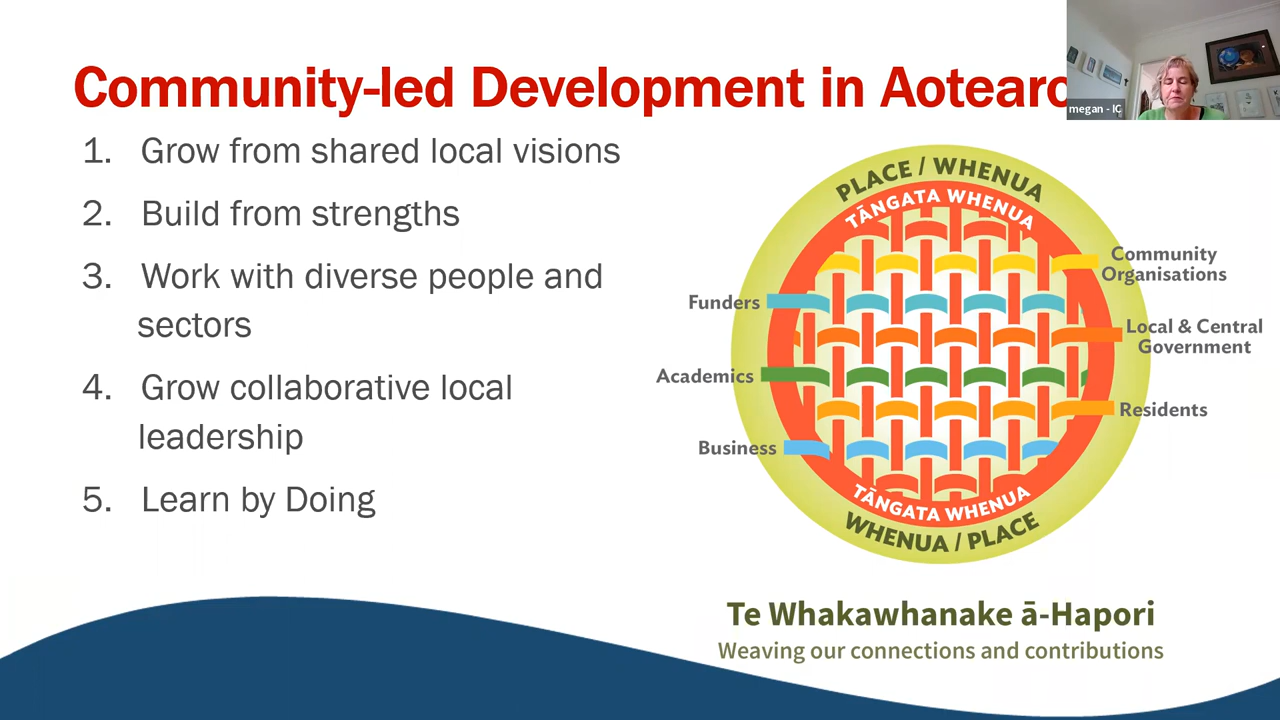 Community-led Development in Aotearo
megan - IC
1. Grow from shared local visions
2. Build from strengths
3. Work with diverse people and
sectors
4. Grow collaborative local
leadership
5. Learn by Doing
PLACE / WHENUA
TĀNGATA WHENUA
Community
Organisations
Funders
Local & Central
Government
Academics
Residents
Business
TĀNGATA WHENUA
WHENUA / PLACE
Te Whakawhanake ā-Hapori
Weaving our connections and contributions